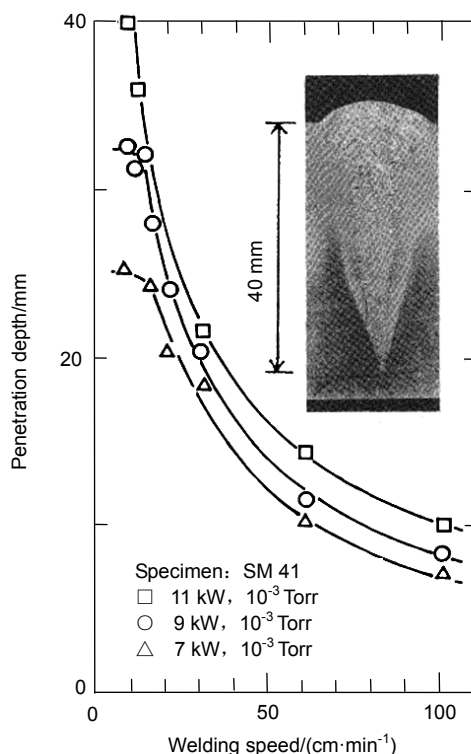 40
20
0
Penetration depth/mm
40 mm
Specimen：SM 41
□ 11 kW，10⁻³ Torr
○ 9 kW，10⁻³ Torr
△ 7 kW，10⁻³ Torr
0 50 100
Welding speed/(cm·min⁻¹)